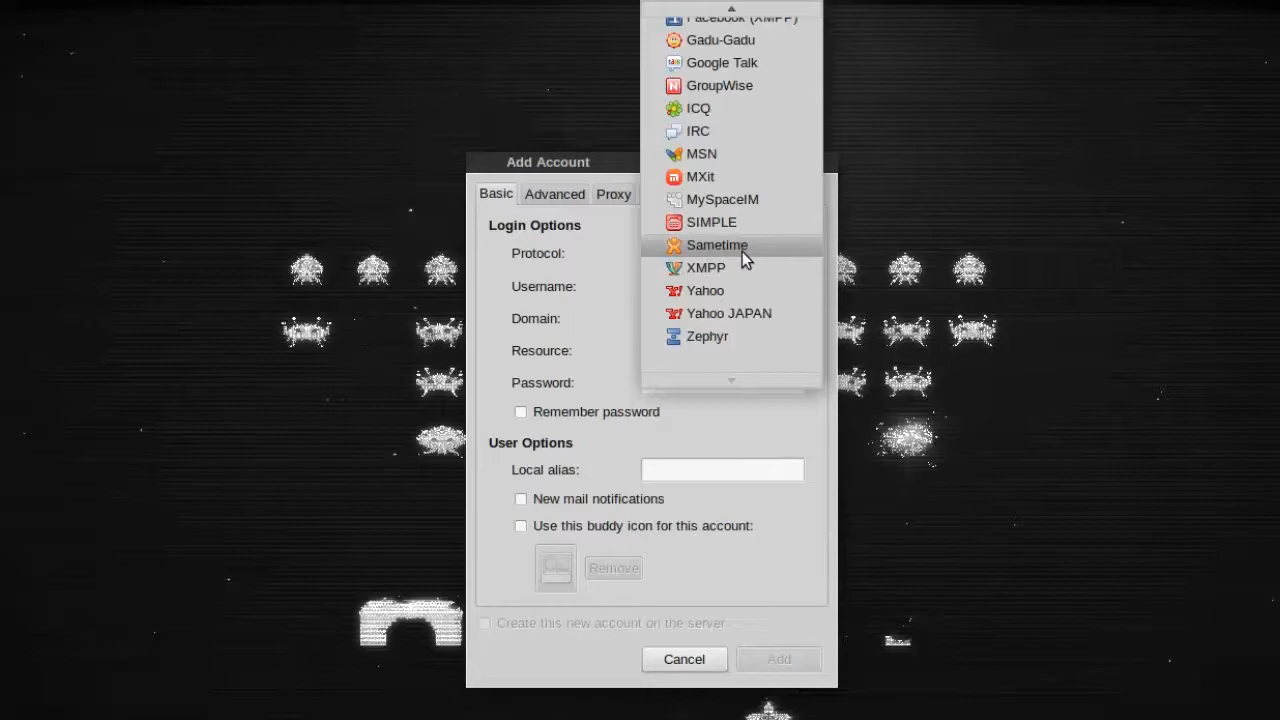 Facebook (XMPP)
Gadu-Gadu
Google Talk
GroupWise
ICQ
IRC
MSN
MXit
MySpaceIM
SIMPLE
Sametime
XMPP
Yahoo
Yahoo JAPAN
Zephyr
Add Account
Basic Advanced Proxy
Login Options
Protocol:
Username:
Domain:
Resource:
Password:
Remember password
User Options
Local alias:
New mail notifications
Use this buddy icon for this account:
Remove
Create this new account on the server
Cancel Add